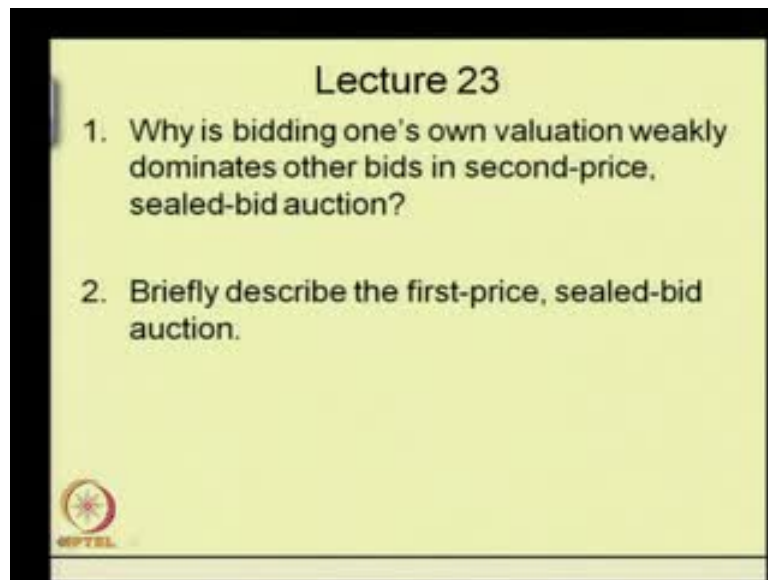 Lecture 23
1. Why is bidding one's own valuation weakly
dominates other bids in second-price,
sealed-bid auction?
2. Briefly describe the first-price, sealed-bid
auction.
NPTEL